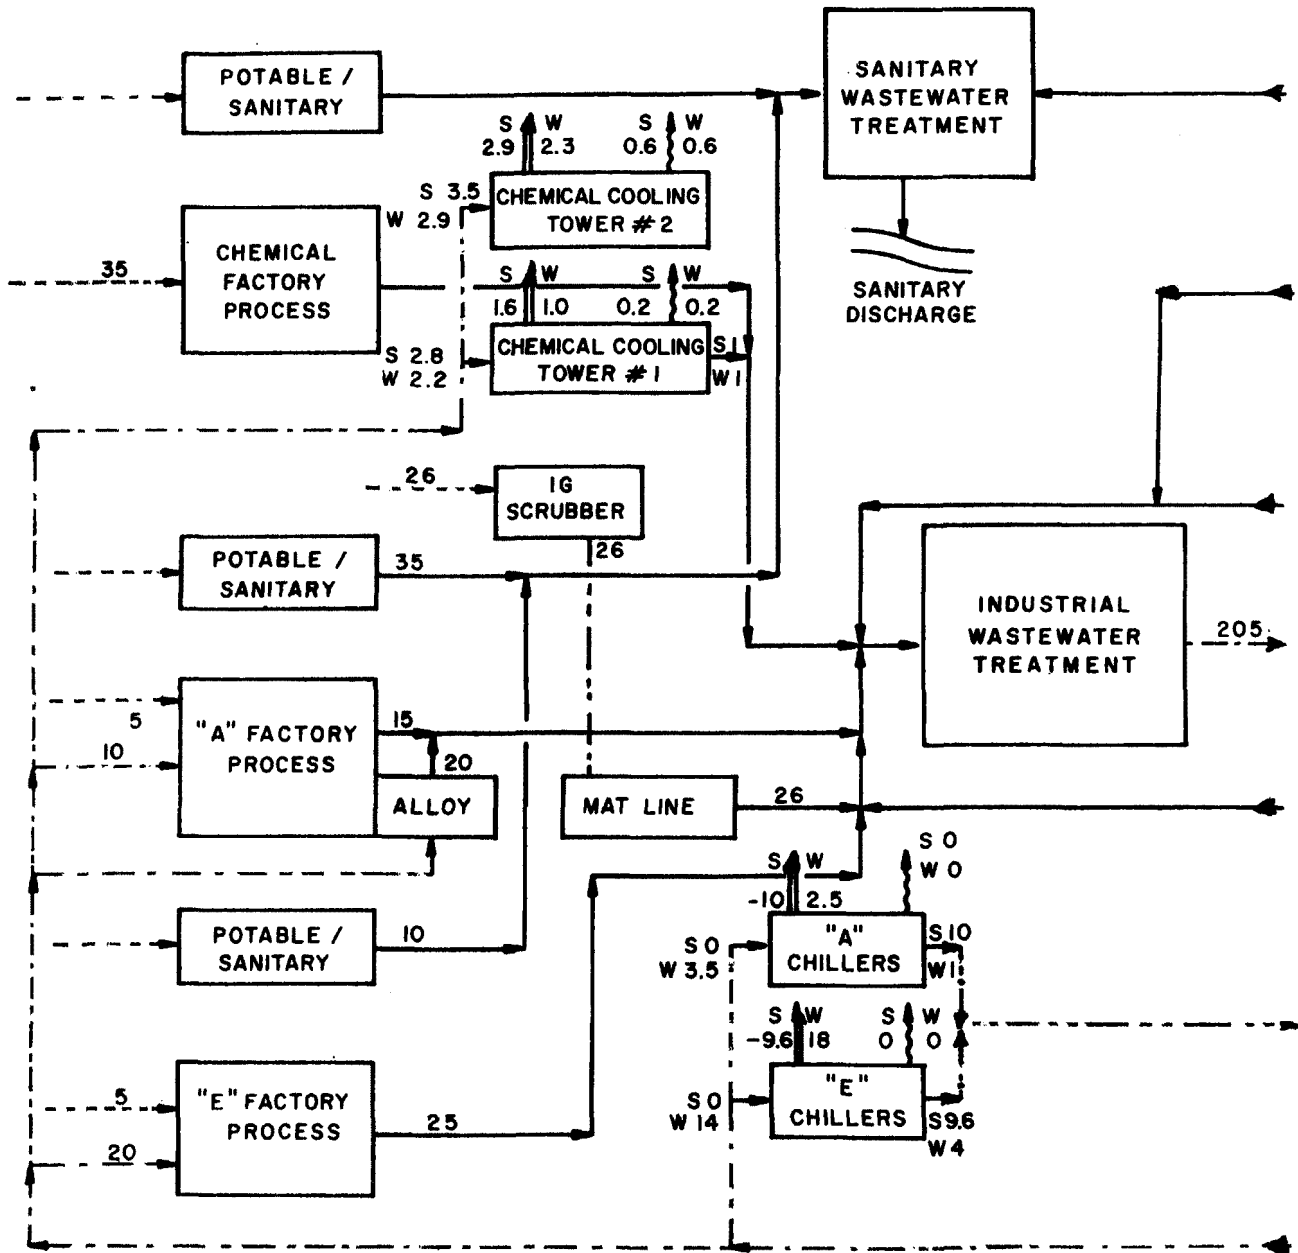 POTABLE /
SANITARY
SANITARY
WASTEWATER
TREATMENT
S W
2.9 2.3
S W
0.6 0.6
S 3.5
W 2.9
CHEMICAL COOLING
TOWER # 2
35
CHEMICAL
FACTORY
PROCESS
SANITARY
DISCHARGE
S W
1.6 1.0
S W
0.2 0.2
S 2.8
W 2.2
CHEMICAL COOLING
TOWER # 1
S 1
W 1
26
IG
SCRUBBER
26
POTABLE /
SANITARY
35
INDUSTRIAL
WASTEWATER
TREATMENT
205
5
10
"A" FACTORY
PROCESS
15
20
ALLOY
MAT LINE
26
S W
-10 2.5
S 0
W 0
POTABLE /
SANITARY
10
S 0
W 3.5
"A"
CHILLERS
S 10
W 1
S W
-9.6 18
S W
0 0
5
20
"E" FACTORY
PROCESS
25
S 0
W 14
"E"
CHILLERS
S 9.6
W 4